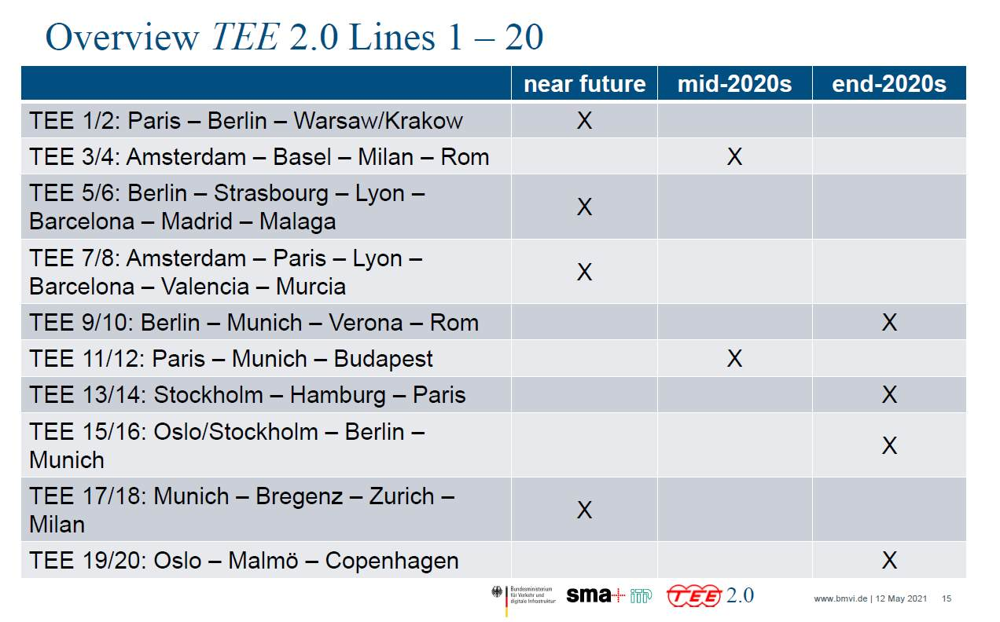 Overview TEE 2.0 Lines 1 – 20
near future mid-2020s end-2020s
TEE 1/2: Paris – Berlin – Warsaw/Krakow X
TEE 3/4: Amsterdam – Basel – Milan – Rom X
TEE 5/6: Berlin – Strasbourg – Lyon –
Barcelona – Madrid – Malaga X
TEE 7/8: Amsterdam – Paris – Lyon –
Barcelona – Valencia – Murcia X
TEE 9/10: Berlin – Munich – Verona – Rom X
TEE 11/12: Paris – Munich – Budapest X
TEE 13/14: Stockholm – Hamburg – Paris X
TEE 15/16: Oslo/Stockholm – Berlin –
Munich X
TEE 17/18: Munich – Bregenz – Zurich –
Milan X
TEE 19/20: Oslo – Malmö – Copenhagen X
Bundesministerium
für Verkehr und
digitale Infrastruktur
sma+ iTP TEE 2.0
www.bmvi.de | 12 May 2021 15